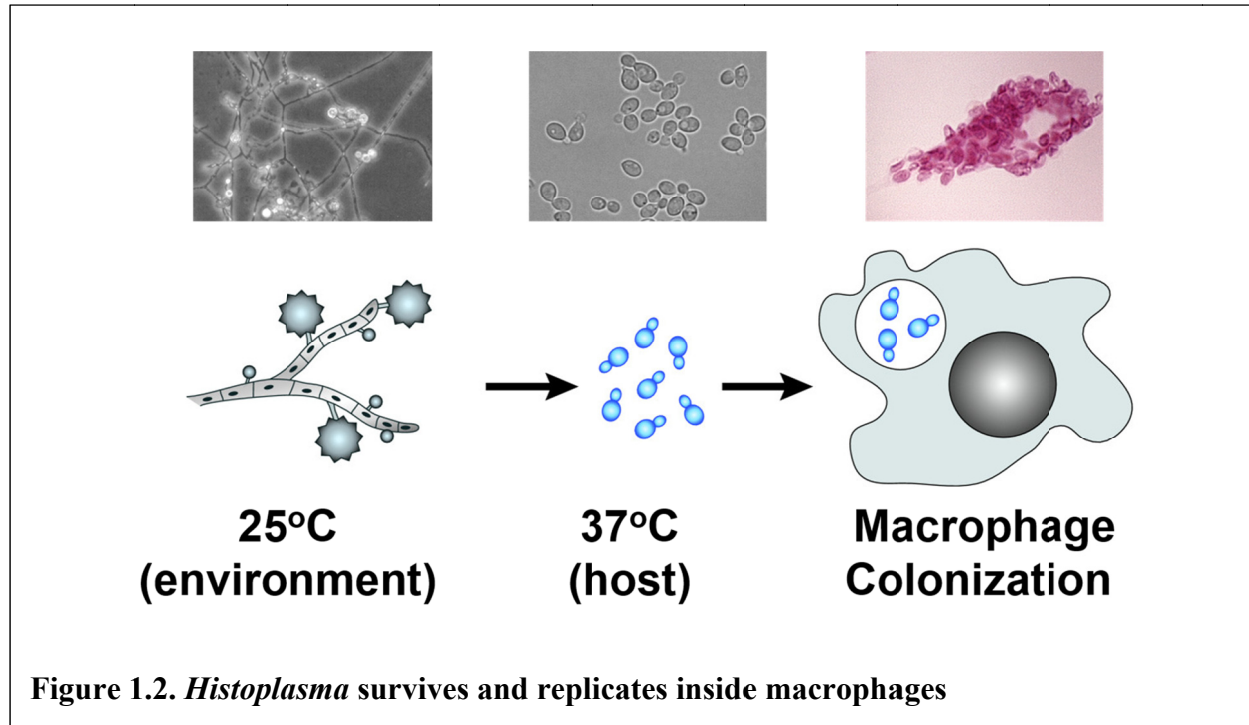 25°C
(environment)
37°C
(host)
Macrophage
Colonization
Figure 1.2. Histoplasma survives and replicates inside macrophages